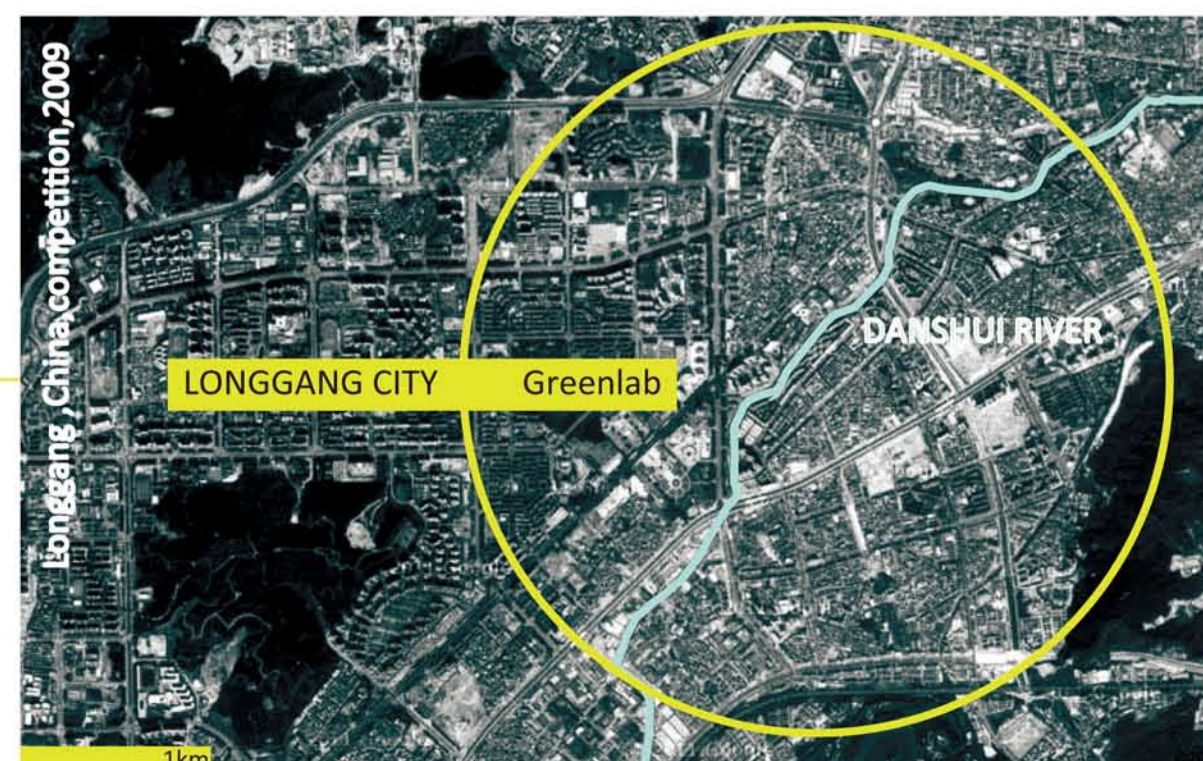 Longgang ,China.competition,2009
DANSHUI RIVER
LONGGANG CITY Greenlab
1km